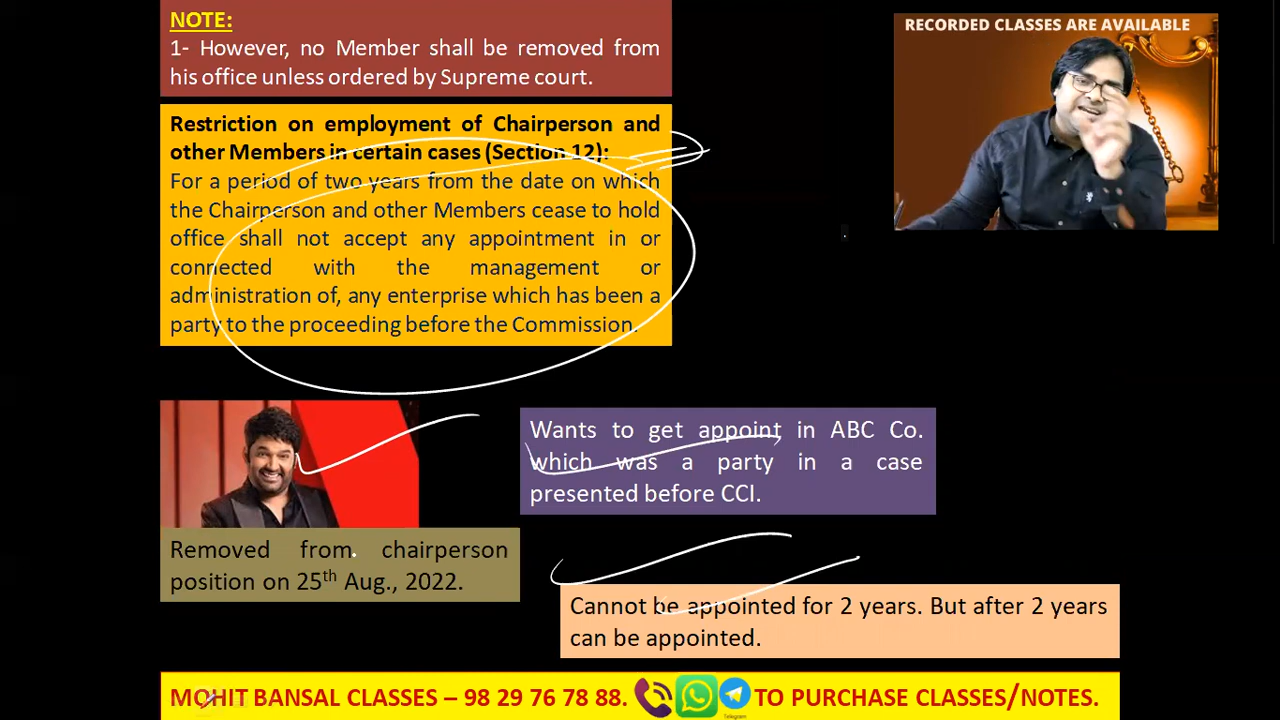 NOTE:
1- However, no Member shall be removed from
his office unless ordered by Supreme court.
RECORDED CLASSES ARE AVAILABLE
Restriction on employment of Chairperson and
other Members in certain cases (Section 12):
For a period of two years from the date on which
the Chairperson and other Members cease to hold
office shall not accept any appointment in or
connected with the management or
administration of, any enterprise which has been a
party to the proceeding before the Commission.
Wants to get appoint in ABC Co.
which was a party in a case
presented before CCI.
Removed from chairperson
position on 25th Aug., 2022.
Cannot be appointed for 2 years. But after 2 years
can be appointed.
MOHIT BANSAL CLASSES – 98 29 76 78 88. TO PURCHASE CLASSES/NOTES.
Telegram